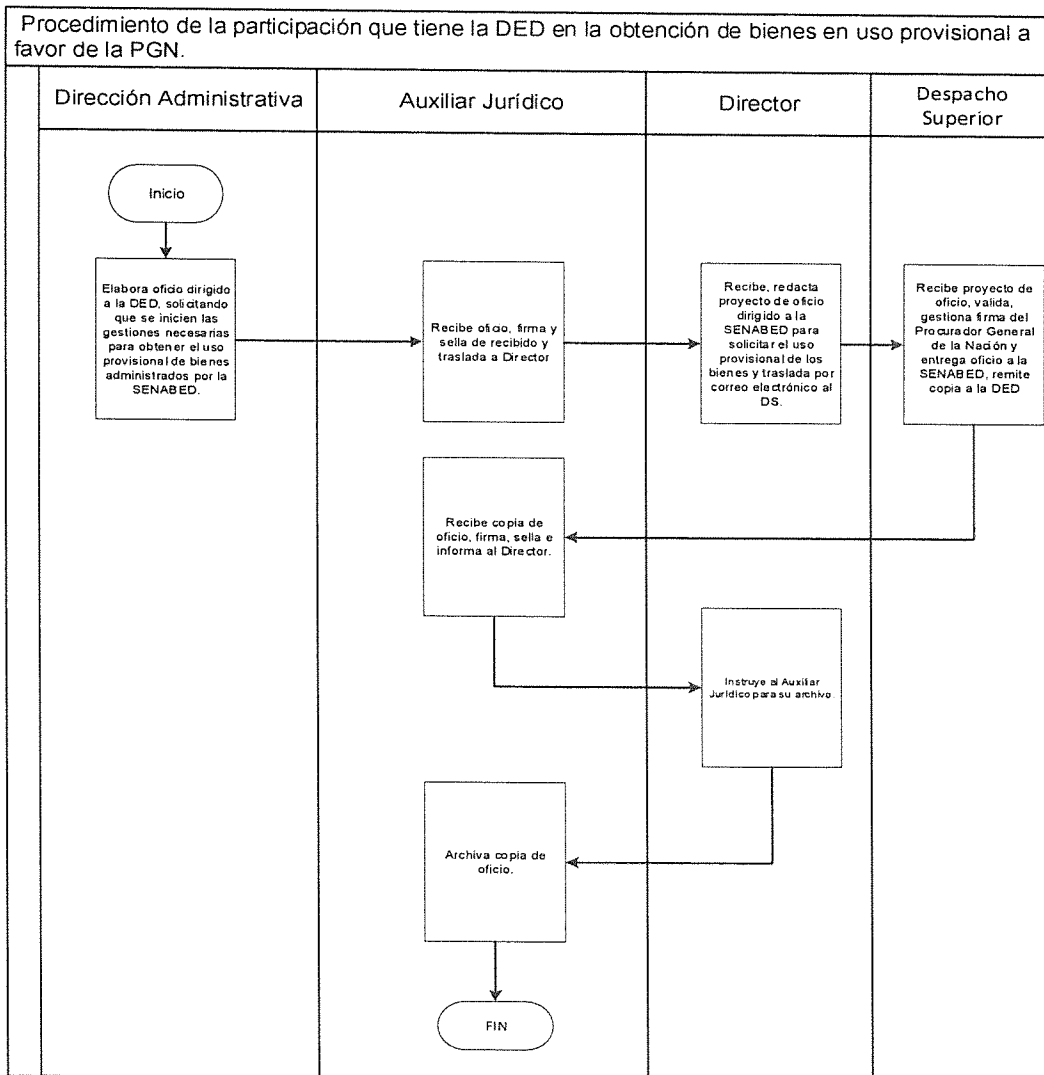 Procedimiento de la participación que tiene la DED en la obtención de bienes en uso provisional a
favor de la PGN.
Dirección Administrativa
Auxiliar Jurídico
Director
Despacho
Superior
Inicio
Elabora oficio dirigido
a la DED, solicitando
que se inicien las
gestiones necesarias
para obtener el uso
provisional de bienes
administrados por la
SENABED.
Recibe oficio, firma y
sella de recibido y
traslada a Director
Recibe, redacta
proyecto de oficio
dirigido a la
SENABED para
solicitar el uso
provisional de los
bienes y traslada por
correo electrónico al
DS.
Recibe proyecto de
oficio, valida,
gestiona firma del
Procurador General
de la Nación y
entrega oficio a la
SENABED, remite
copia a la DED
Recibe copia de
oficio, firma, sella e
informa al Director.
Instruye al Auxiliar
Jurídico para su archivo.
Archiva copia de
oficio.
FIN